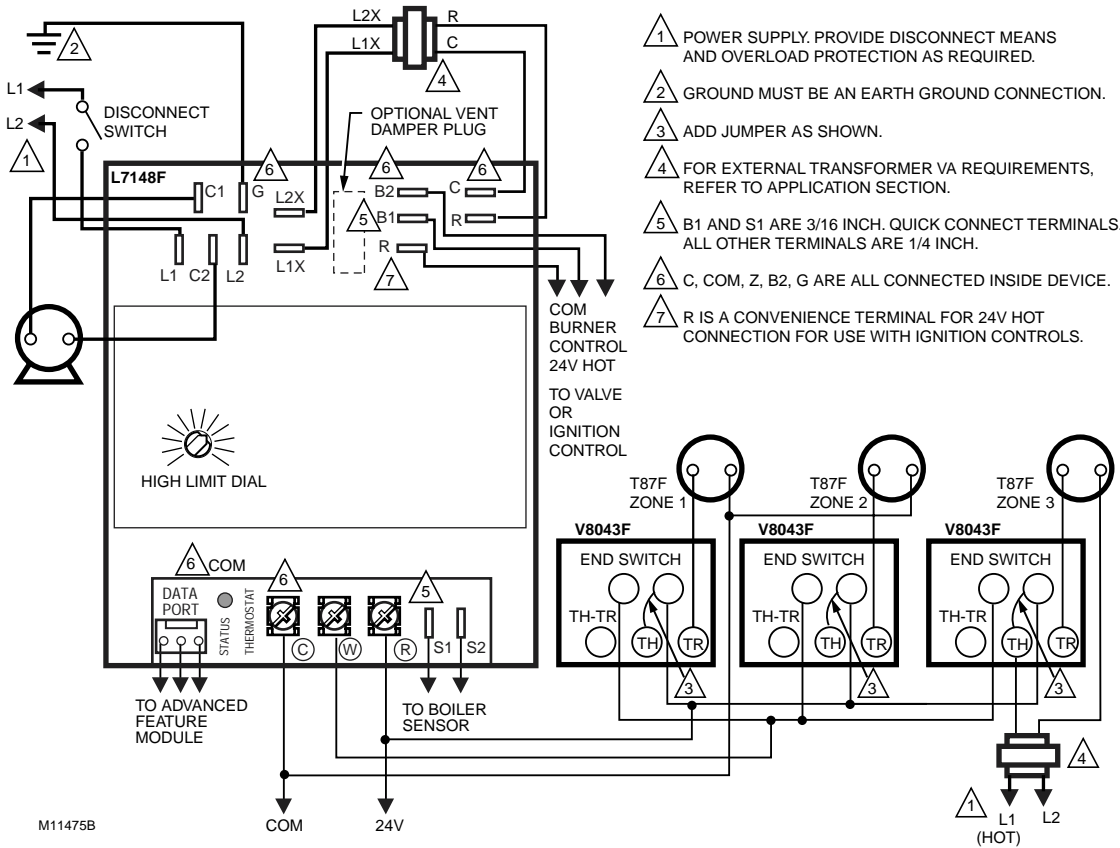 L2X
R
L1X
C
4
2
L1
L2
1
DISCONNECT
SWITCH
OPTIONAL VENT
DAMPER PLUG
1 POWER SUPPLY. PROVIDE DISCONNECT MEANS
AND OVERLOAD PROTECTION AS REQUIRED.
2 GROUND MUST BE AN EARTH GROUND CONNECTION.
3 ADD JUMPER AS SHOWN.
4 FOR EXTERNAL TRANSFORMER VA REQUIREMENTS,
REFER TO APPLICATION SECTION.
5 B1 AND S1 ARE 3/16 INCH. QUICK CONNECT TERMINALS.
ALL OTHER TERMINALS ARE 1/4 INCH.
6 C, COM, Z, B2, G ARE ALL CONNECTED INSIDE DEVICE.
7 R IS A CONVENIENCE TERMINAL FOR 24V HOT
CONNECTION FOR USE WITH IGNITION CONTROLS.
L7148F
6
6
6
C1
G
L2X
B2
C
5
B1
R
R
7
L1
C2
L2
L1X
COM
BURNER
CONTROL
24V HOT
TO VALVE
OR
IGNITION
CONTROL
HIGH LIMIT DIAL
T87F
ZONE 1
T87F
ZONE 2
T87F
ZONE 3
V8043F
V8043F
V8043F
END SWITCH
END SWITCH
END SWITCH
TH-TR
TH
TR
TH-TR
TH
TR
TH-TR
TH
TR
3
3
3
6
COM
6
5
DATA
PORT
STATUS
THERMOSTAT
C
W
R
S1
S2
TO ADVANCED
FEATURE
MODULE
TO BOILER
SENSOR
4
1
L1
(HOT)
L2
COM
24V
M11475B